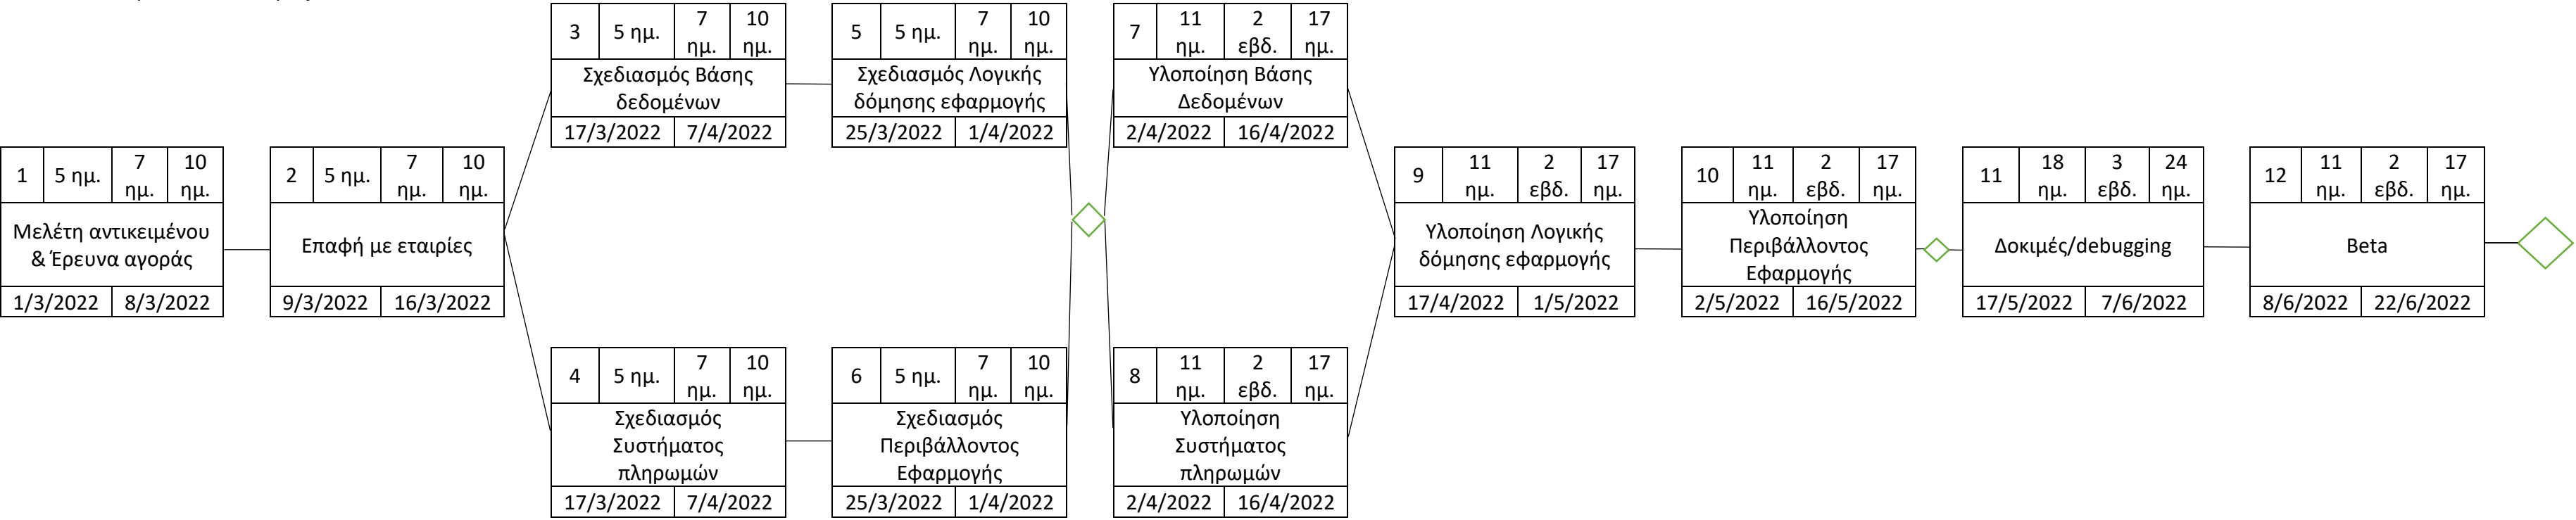 3 5 ημ. 7 ημ. 10 ημ.
Σχεδιασμός Βάσης
δεδομένων
17/3/2022 7/4/2022
5 5 ημ. 7 ημ. 10 ημ.
Σχεδιασμός Λογικής
δόμησης εφαρμογής
25/3/2022 1/4/2022
7 11 ημ. 2 εβδ. 17 ημ.
Υλοποίηση Βάσης
Δεδομένων
2/4/2022 16/4/2022
1 5 ημ. 7 ημ. 10 ημ.
Μελέτη αντικειμένου
& Έρευνα αγοράς
1/3/2022 8/3/2022
2 5 ημ. 7 ημ. 10 ημ.
Επαφή με εταιρίες
9/3/2022 16/3/2022
9 11 ημ. 2 εβδ. 17 ημ.
Υλοποίηση Λογικής
δόμησης εφαρμογής
17/4/2022 1/5/2022
10 11 ημ. 2 εβδ. 17 ημ.
Υλοποίηση
Περιβάλλοντος
Εφαρμογής
2/5/2022 16/5/2022
11 18 ημ. 3 εβδ. 24 ημ.
Δοκιμές/debugging
17/5/2022 7/6/2022
12 11 ημ. 2 εβδ. 17 ημ.
Beta
8/6/2022 22/6/2022
4 5 ημ. 7 ημ. 10 ημ.
Σχεδιασμός
Συστήματος
πληρωμών
17/3/2022 7/4/2022
6 5 ημ. 7 ημ. 10 ημ.
Σχεδιασμός
Περιβάλλοντος
Εφαρμογής
25/3/2022 1/4/2022
8 11 ημ. 2 εβδ. 17 ημ.
Υλοποίηση
Συστήματος
πληρωμών
2/4/2022 16/4/2022